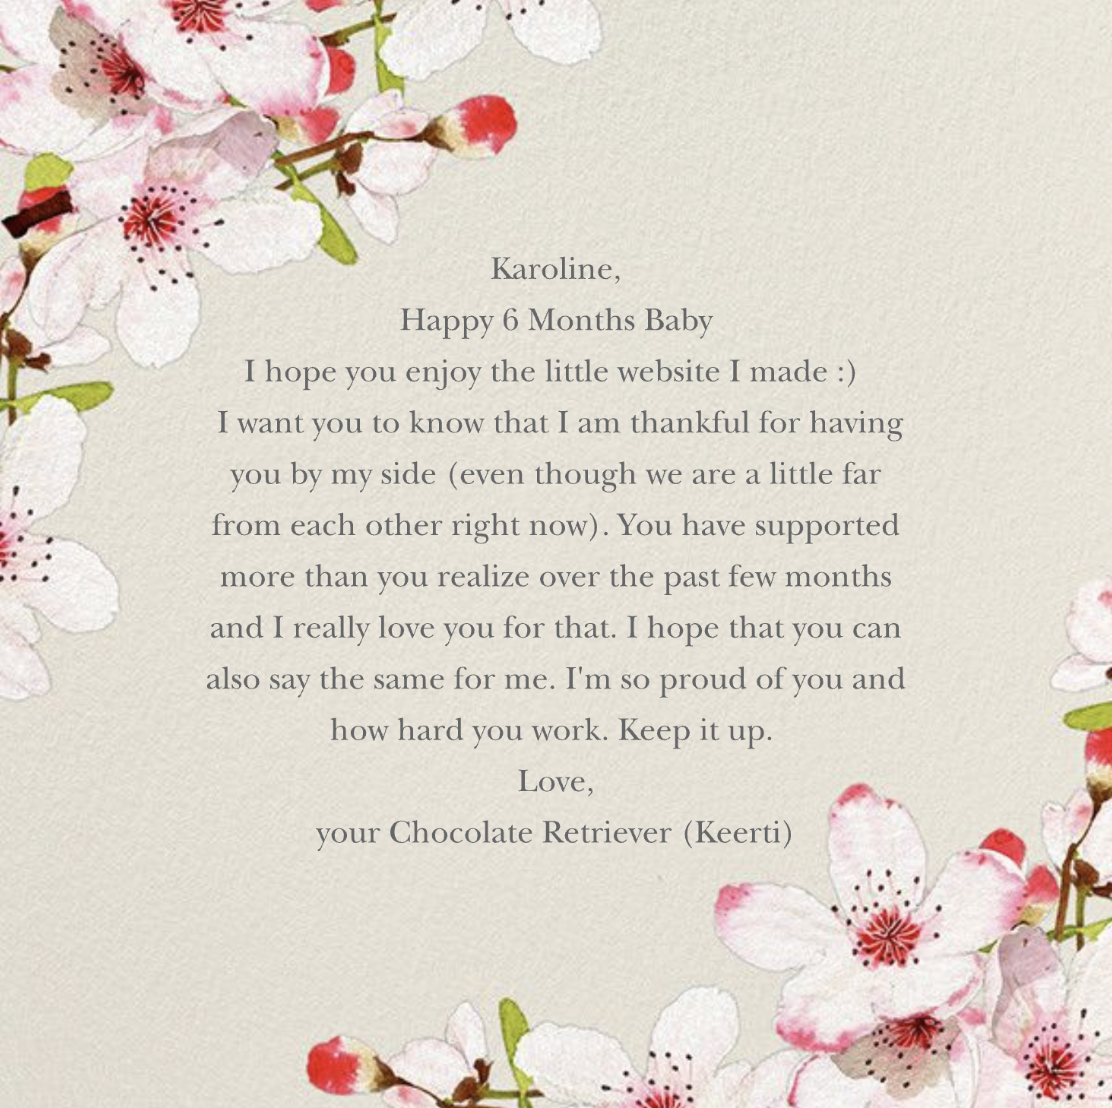 Karoline,
Happy 6 Months Baby
I hope you enjoy the little website I made :)
I want you to know that I am thankful for having
you by my side (even though we are a little far
from each other right now). You have supported
more than you realize over the past few months
and I really love you for that. I hope that you can
also say the same for me. I'm so proud of you and
how hard you work. Keep it up.
Love,
your Chocolate Retriever (Keerti)